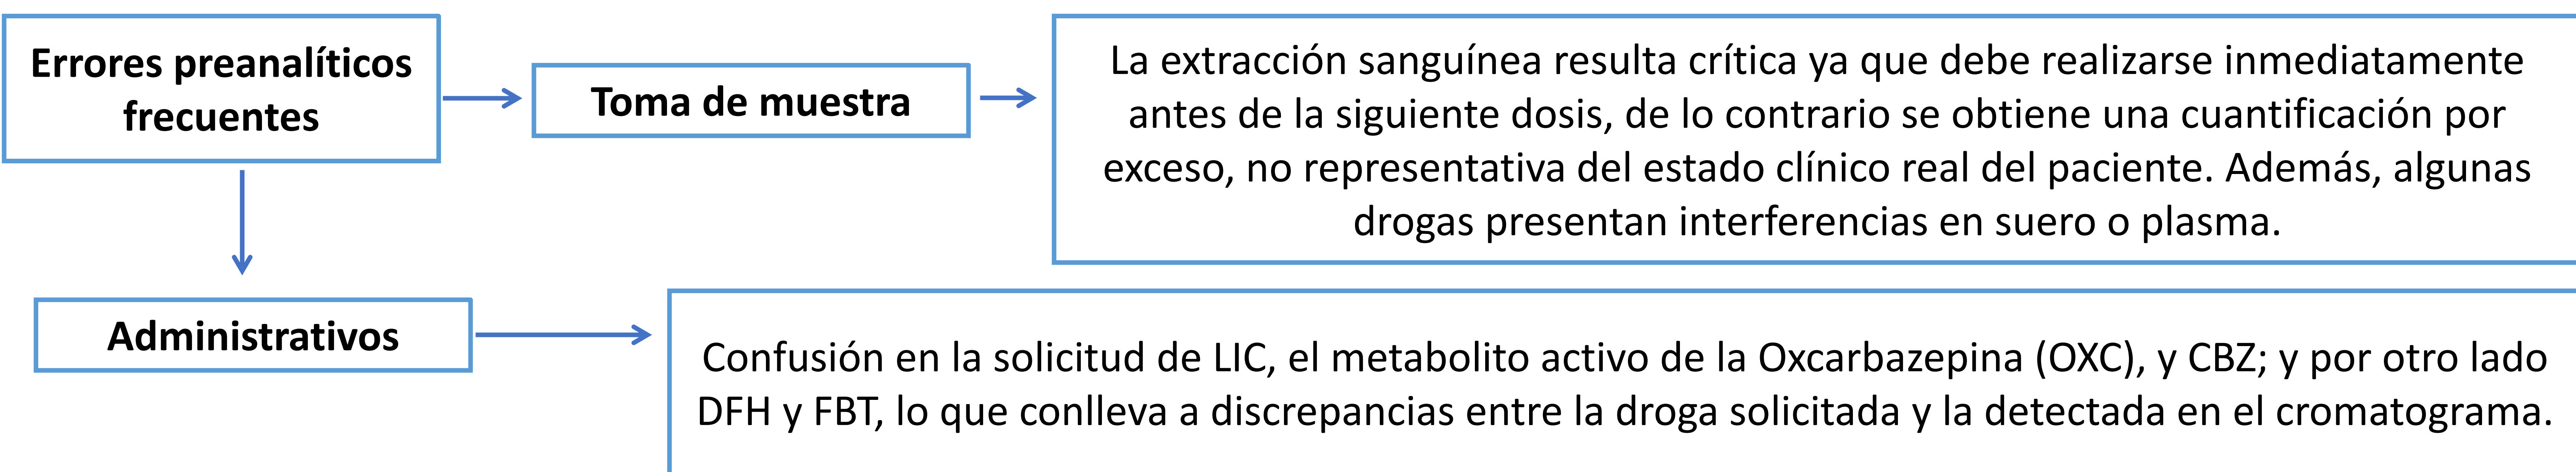 Errores preanalíticos
frecuentes
Toma de muestra
La extracción sanguínea resulta crítica ya que debe realizarse inmediatamente
antes de la siguiente dosis, de lo contrario se obtiene una cuantificación por
exceso, no representativa del estado clínico real del paciente. Además, algunas
drogas presentan interferencias en suero o plasma.
Administrativos
Confusión en la solicitud de LIC, el metabolito activo de la Oxcarbazepina (OXC), y CBZ; y por otro lado
DFH y FBT, lo que conlleva a discrepancias entre la droga solicitada y la detectada en el cromatograma.